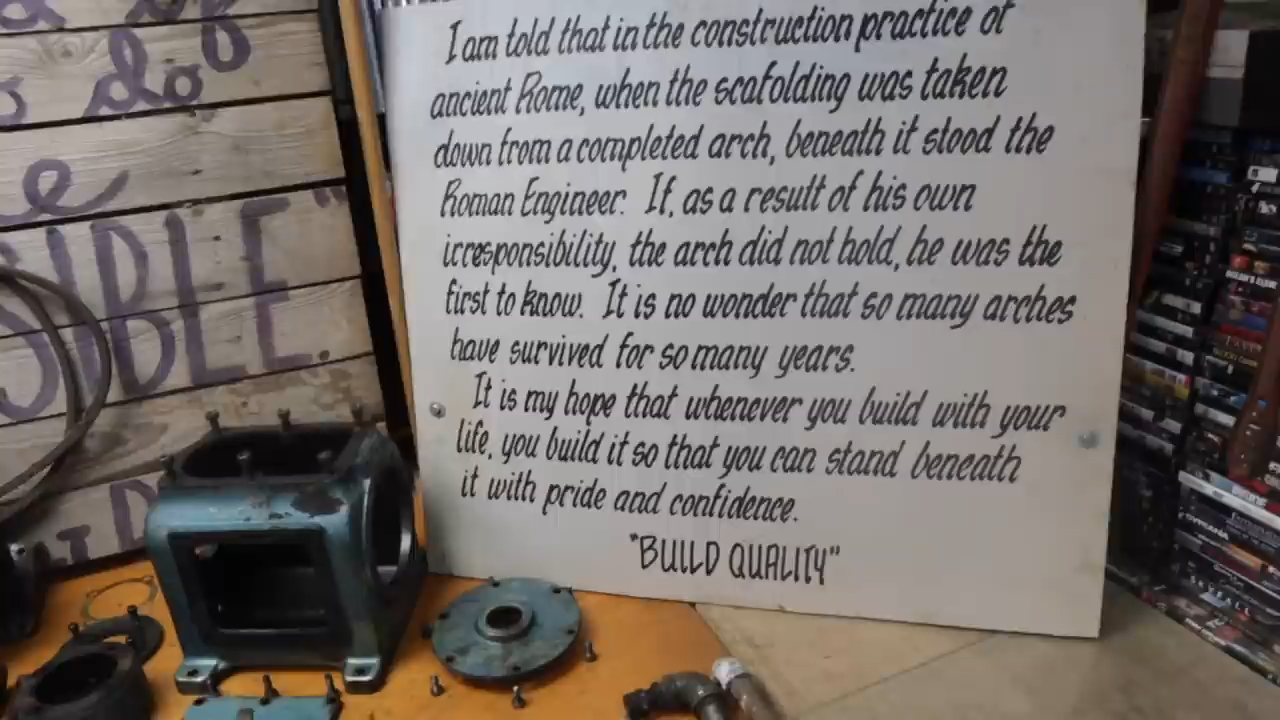 do
e
SIBLE"
I am told that in the construction practice of
ancient Rome, when the scafolding was taken
down from a completed arch, beneath it stood the
Roman Engineer. If, as a result of his own
irresponsibility, the arch did not hold, he was the
first to know. It is no wonder that so many arches
have survived for so many years.
It is my hope that whenever you build with your
life, you build it so that you can stand beneath
it with pride and confidence.
"BUILD QUALITY"